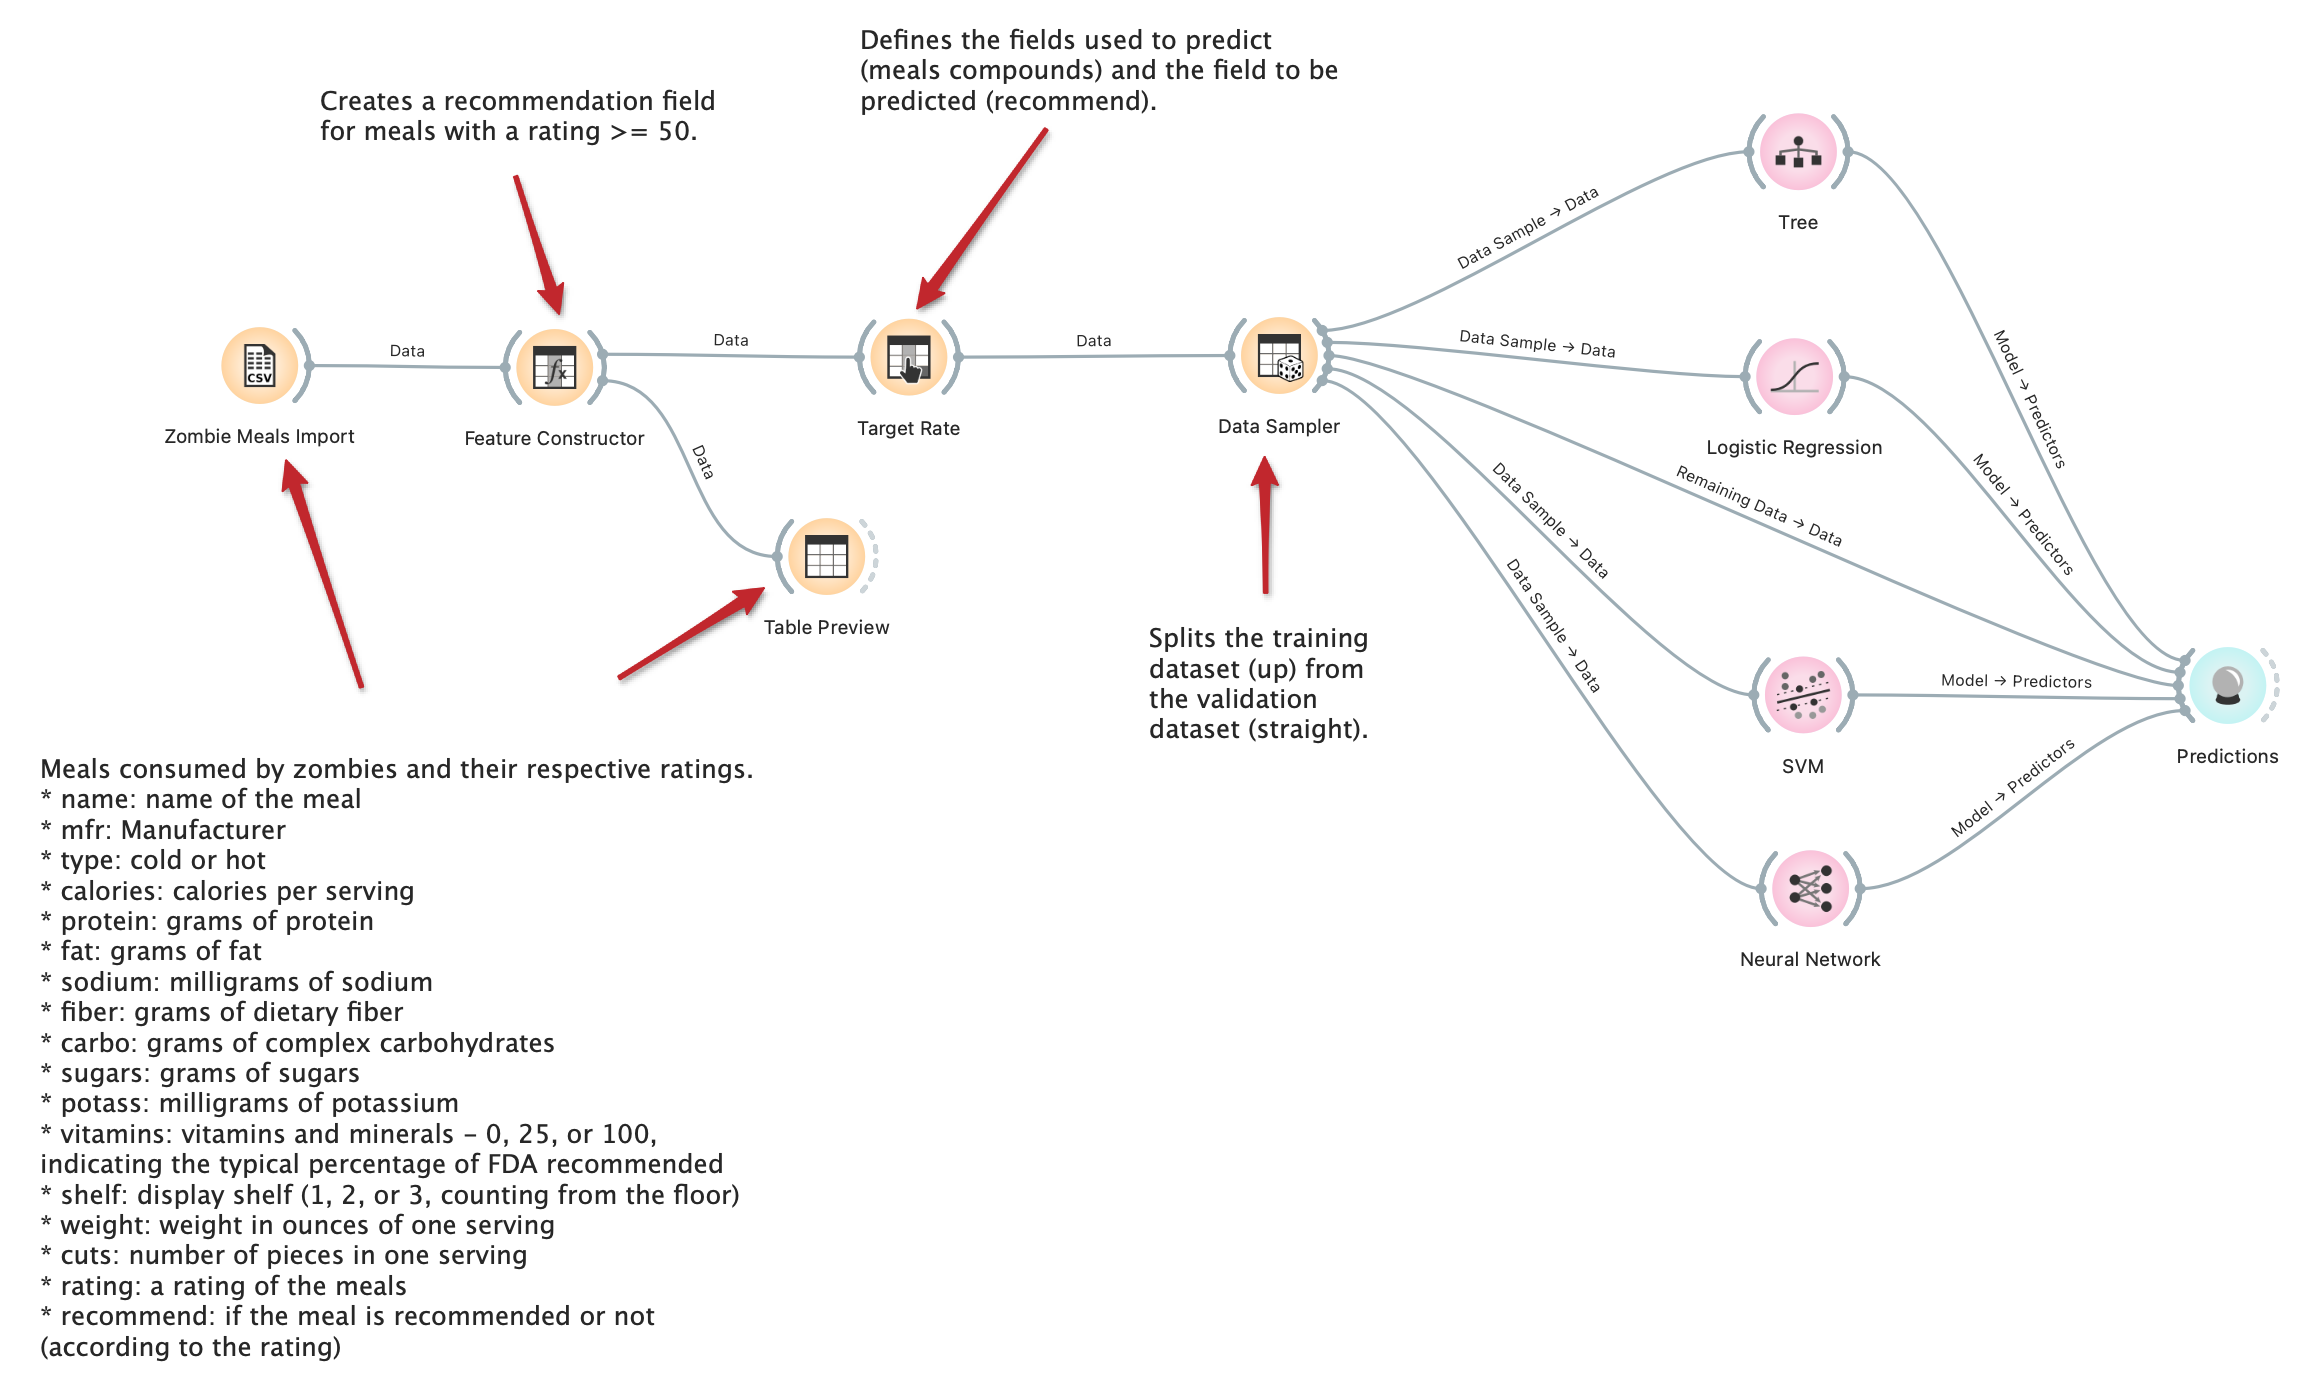 Defines the fields used to predict
(meals compounds) and the field to be
predicted (recommend).
Creates a recommendation field
for meals with a rating >= 50.
Data
Data
Data
Data
CSV
fx
Zombie Meals Import
Feature Constructor
Target Rate
Data Sampler
Table Preview
Data Sample → Data
Data Sample → Data
Remaining Data → Data
Data Sample → Data
Data Sample → Data
Tree
Logistic Regression
SVM
Neural Network
Model → Predictors
Model → Predictors
Model → Predictors
Model → Predictors
Predictions
Splits the training
dataset (up) from
the validation
dataset (straight).
Meals consumed by zombies and their respective ratings.
* name: name of the meal
* mfr: Manufacturer
* type: cold or hot
* calories: calories per serving
* protein: grams of protein
* fat: grams of fat
* sodium: milligrams of sodium
* fiber: grams of dietary fiber
* carbo: grams of complex carbohydrates
* sugars: grams of sugars
* potass: milligrams of potassium
* vitamins: vitamins and minerals – 0, 25, or 100,
indicating the typical percentage of FDA recommended
* shelf: display shelf (1, 2, or 3, counting from the floor)
* weight: weight in ounces of one serving
* cuts: number of pieces in one serving
* rating: a rating of the meals
* recommend: if the meal is recommended or not
(according to the rating)